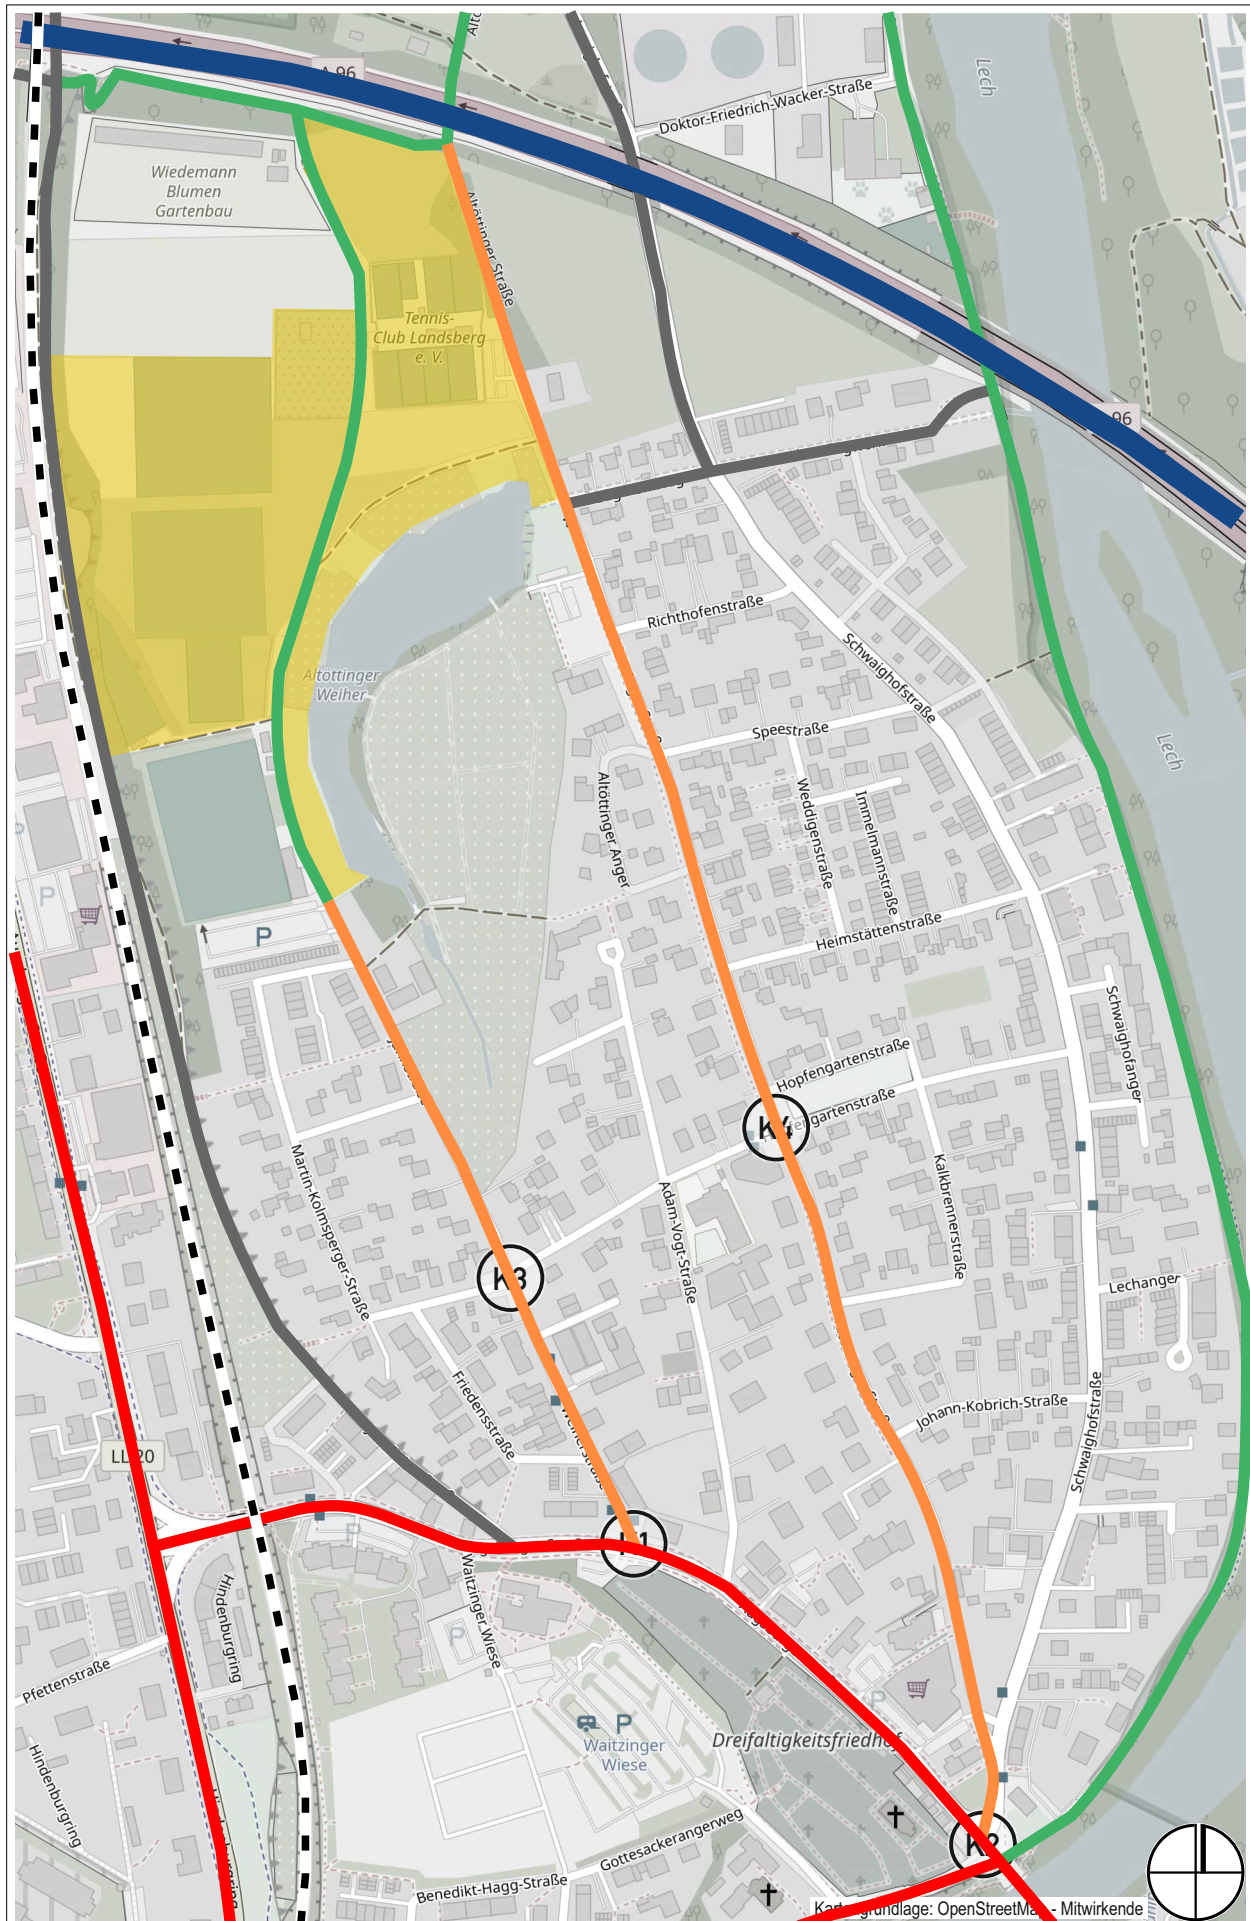 A 96
Doktor-Friedrich-Wacker-Straße
Lech
Wiedemann
Blumen
Gartenbau
Altöttinger Straße
Tennis-
Club Landsberg
e. V.
96
Richthofenstraße
Schwaighofstraße
Altöttinger
Weiher
Speestraße
Lech
Altöttinger Anger
Weddigenstraße
Immelmannstraße
P
P
Heimstättenstraße
Schwaighofanger
Hopfengartenstraße
K4
Martin-Kolmsperger-Straße
Adam-Vogt-Straße
Kalkbrennerstraße
K3
Lechanger
Friedensstraße
Johann-Kobrich-Straße
Schwaighofstraße
LL 20
P
K1
Waitzinger Wiese
Hindenburgring
P
Pfettenstraße
P
P
Waitzinger
Wiese
Dreifaltigkeitsfriedhof
Hindenburgring
Hindenburgring
K2
Gottesackerangerweg
Benedikt-Hagg-Straße
Kartengrundlage: OpenStreetMap - Mitwirkende